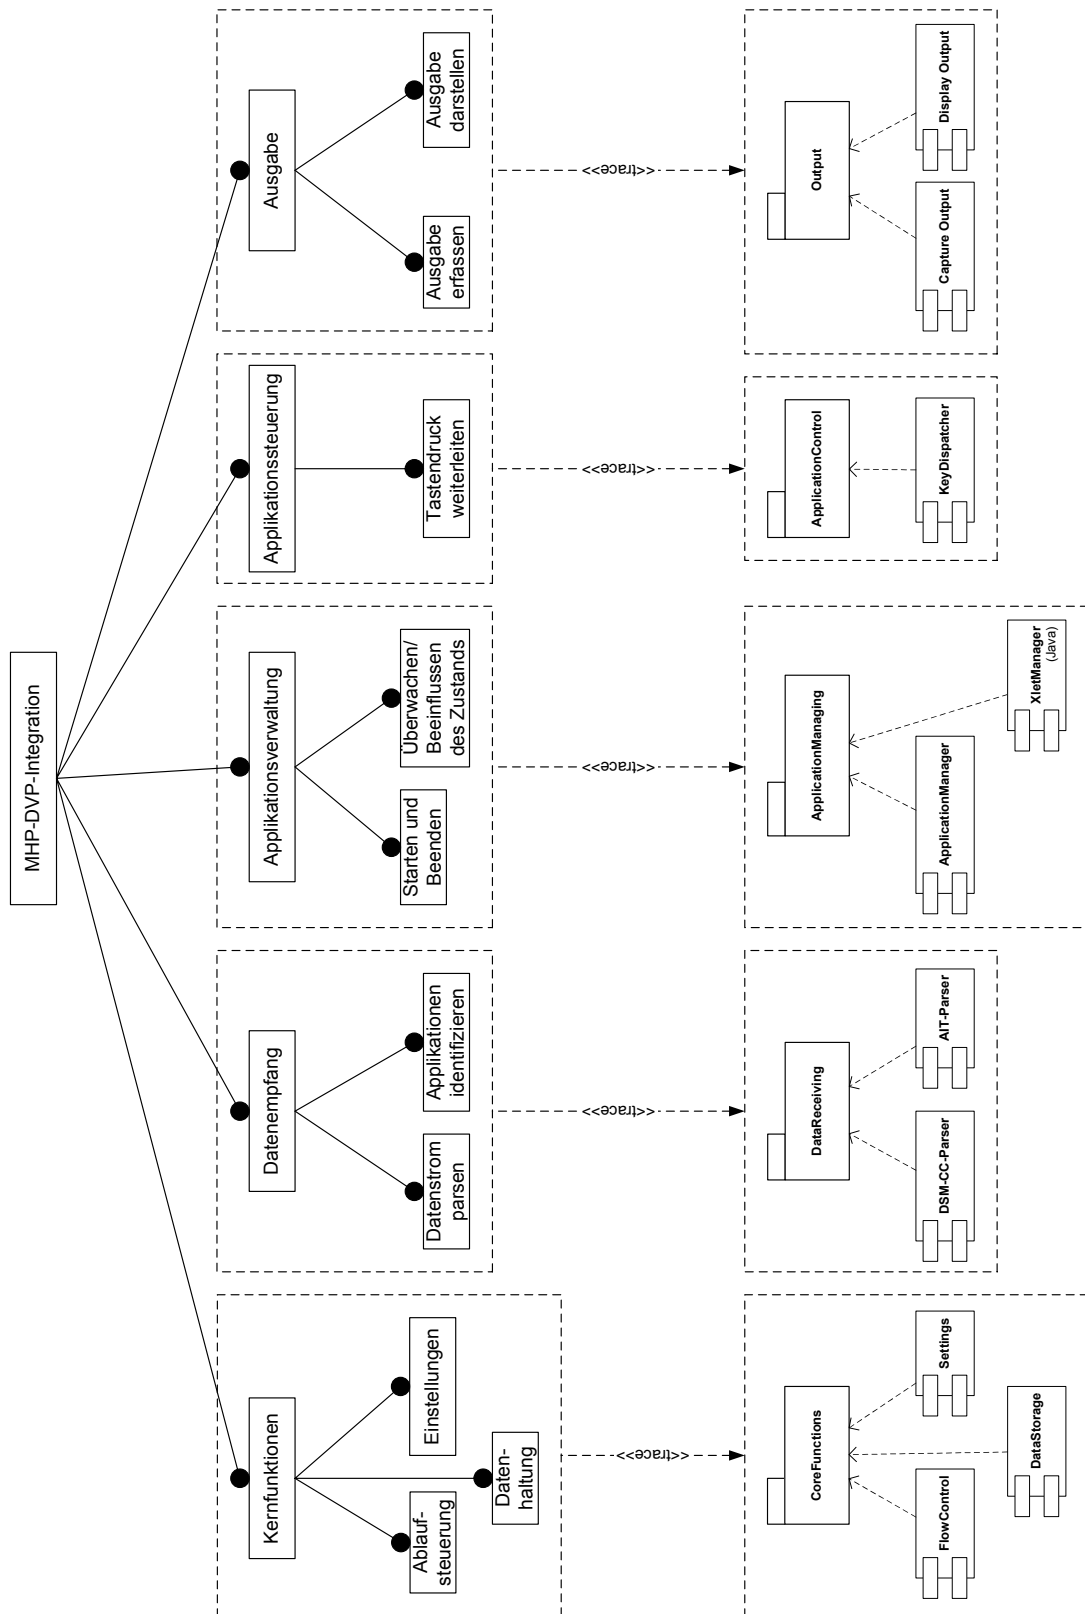 MHP-DVP-Integration
Kernfunktionen
Datenempfang
Applikationsverwaltung
Applikationssteuerung
Ausgabe
Ablauf-
steuerung
Daten-
haltung
Einstellungen
Datenstrom
parsen
Applikationen
identifizieren
Starten und
Beenden
Überwachen/
Beeinflussen
des Zustands
Tastendruck
weiterleiten
Ausgabe
erfassen
Ausgabe
darstellen
<<trace>>
<<trace>>
<<trace>>
<<trace>>
<<trace>>
CoreFunctions
DataReceiving
ApplicationManaging
ApplicationControl
Output
FlowControl
DataStorage
Settings
DSM-CC-Parser
AIT-Parser
ApplicationManager
XletManager
(Java)
KeyDispatcher
Capture Output
Display Output